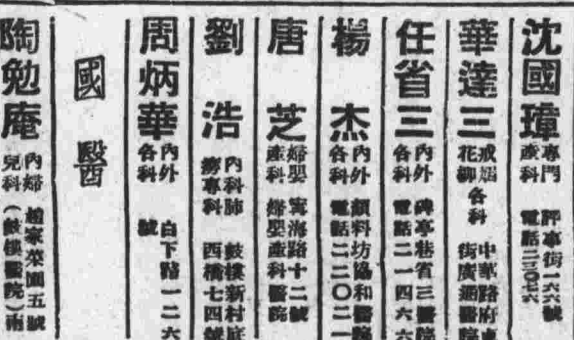 沈國璋
專門
產科
評事街一六六號
電話二三〇七六
華達三
戒煙
花柳
各科
中華路府東
街廣通醫院
任省三
內外
各科
碑亭巷省三醫院
電話二一四六六
楊杰
內外
各科
顏料坊協和醫院
電話二二〇二一
唐芝
婦嬰
產科
寧海路十二號
婦嬰產科醫院
劉浩
內科肺
癆專科
鼓樓新村庭
西橋七四號
周炳華
內外
各科
白下路一二六
號
國醫
陶勉庵
內婦
兒科
趙家菜園五號
（鼓樓醫院）南